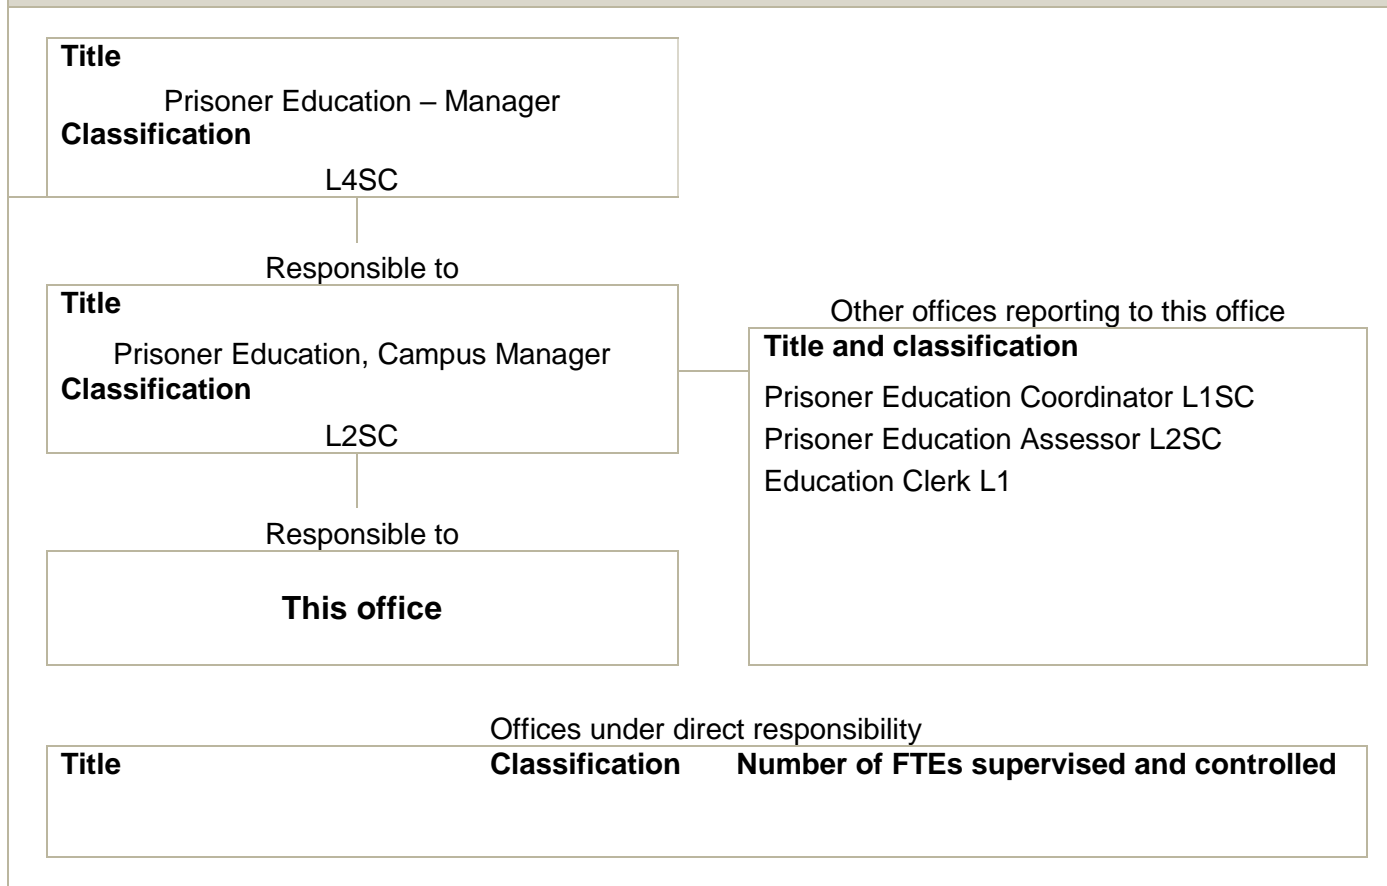 Title
Prisoner Education – Manager
Classification
L4SC
Responsible to
Title
Prisoner Education, Campus Manager
Classification
L2SC
Other offices reporting to this office
Title and classification
Prisoner Education Coordinator L1SC
Prisoner Education Assessor L2SC
Education Clerk L1
Responsible to
This office
Offices under direct responsibility
Title Classification Number of FTEs supervised and controlled